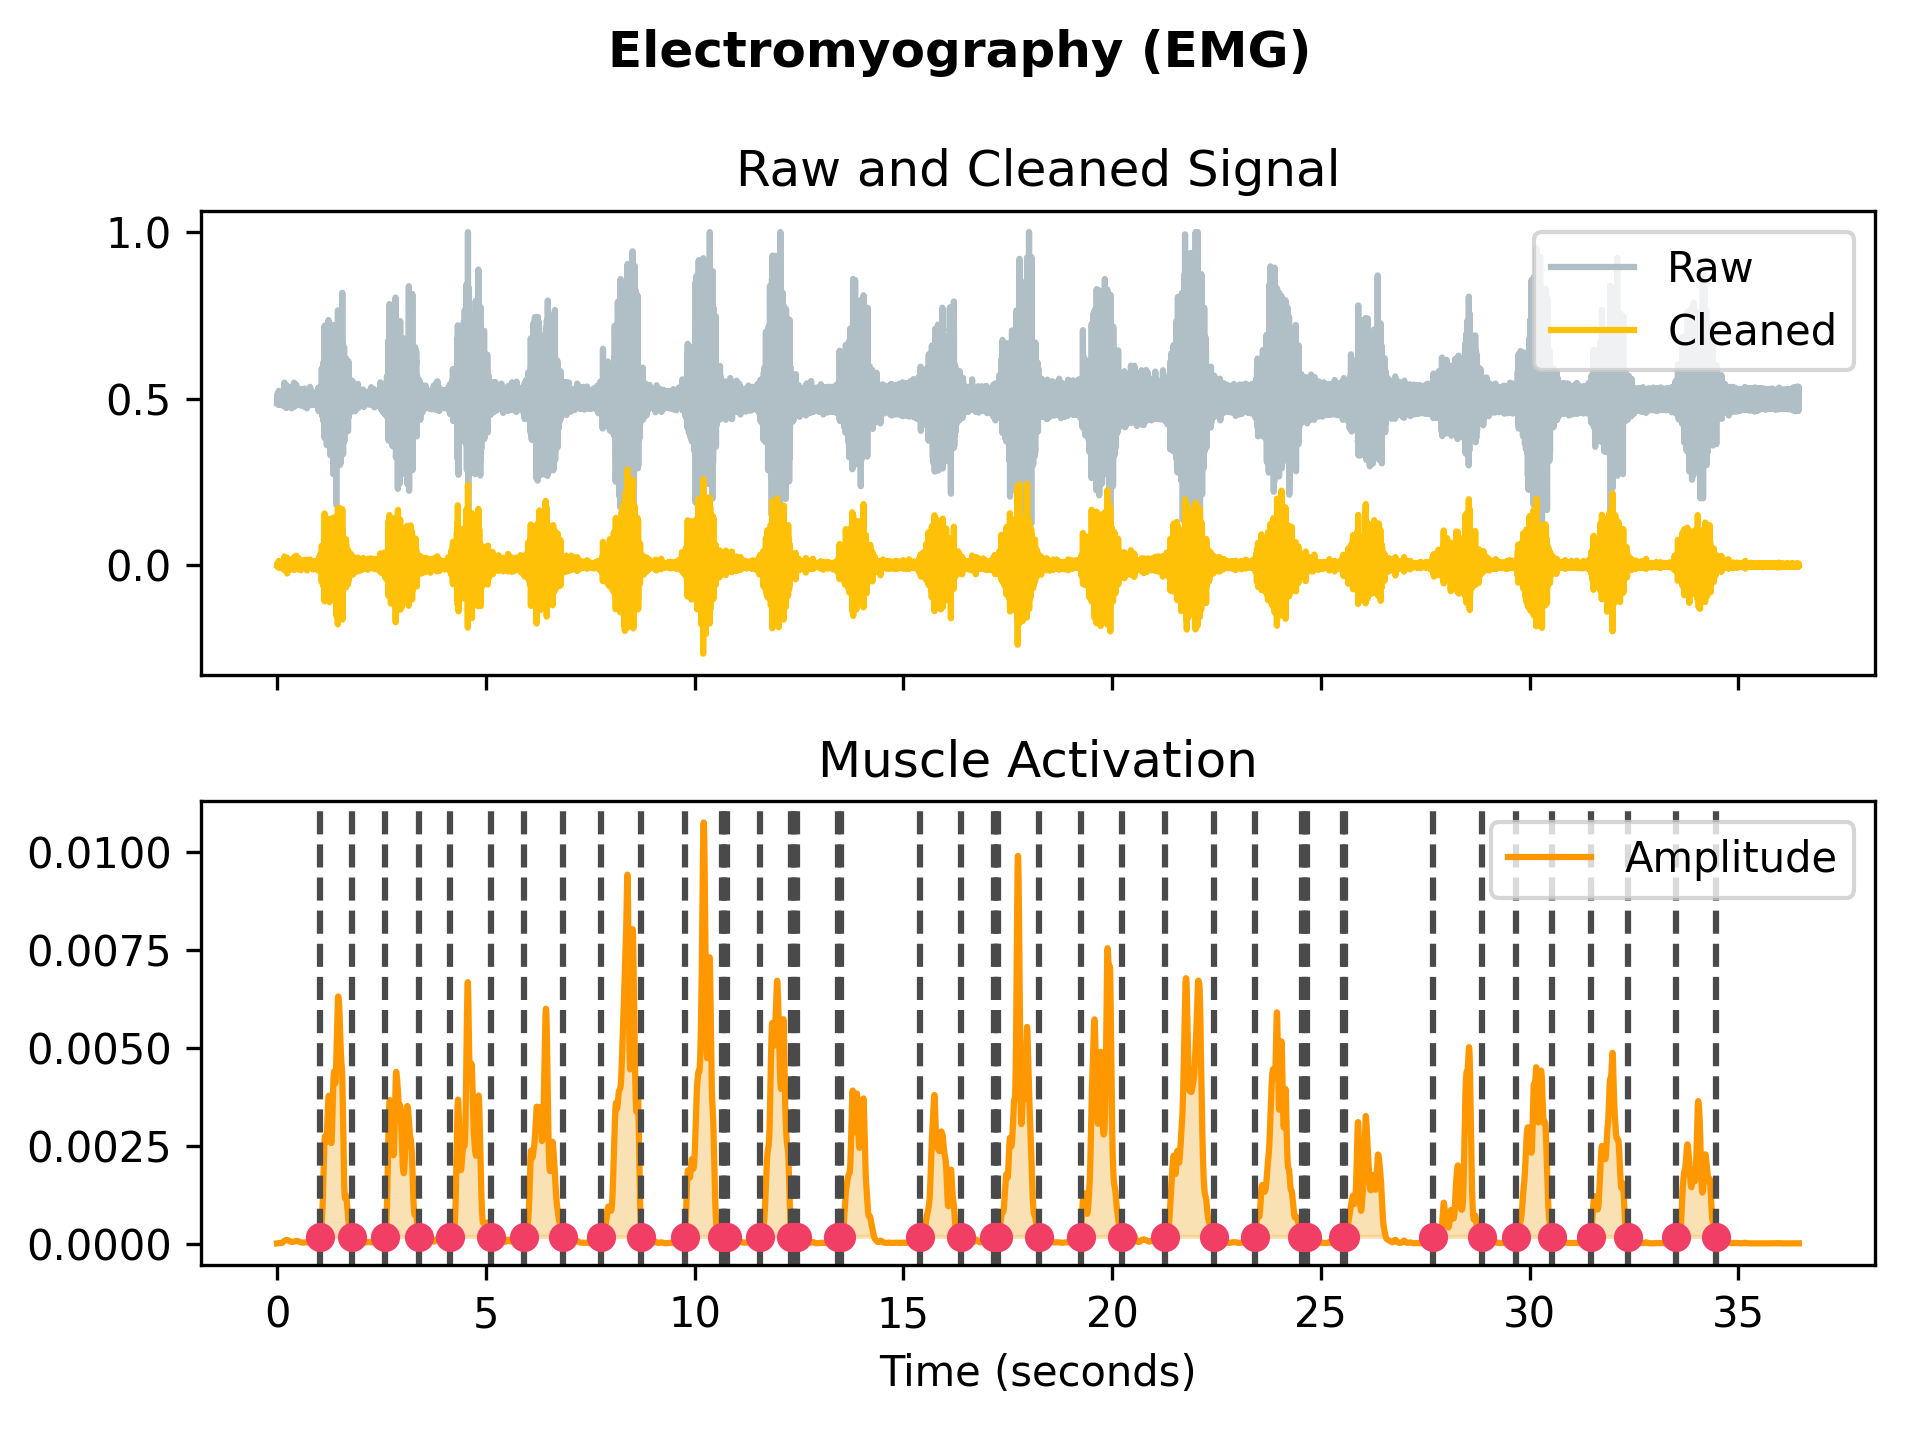 Electromyography (EMG)
Raw and Cleaned Signal
1.0
0.5
0.0
Raw
Cleaned
Muscle Activation
0.0100
0.0075
0.0050
0.0025
0.0000
Amplitude
0 5 10 15 20 25 30 35
Time (seconds)